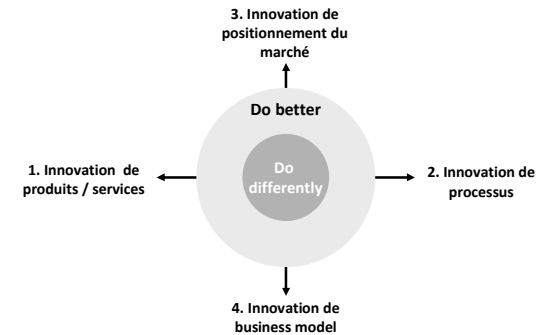 3. Innovation de
positionnement du
marché
Do better
Do
differently
1. Innovation de
produits / services
2. Innovation de
processus
4. Innovation de
business model